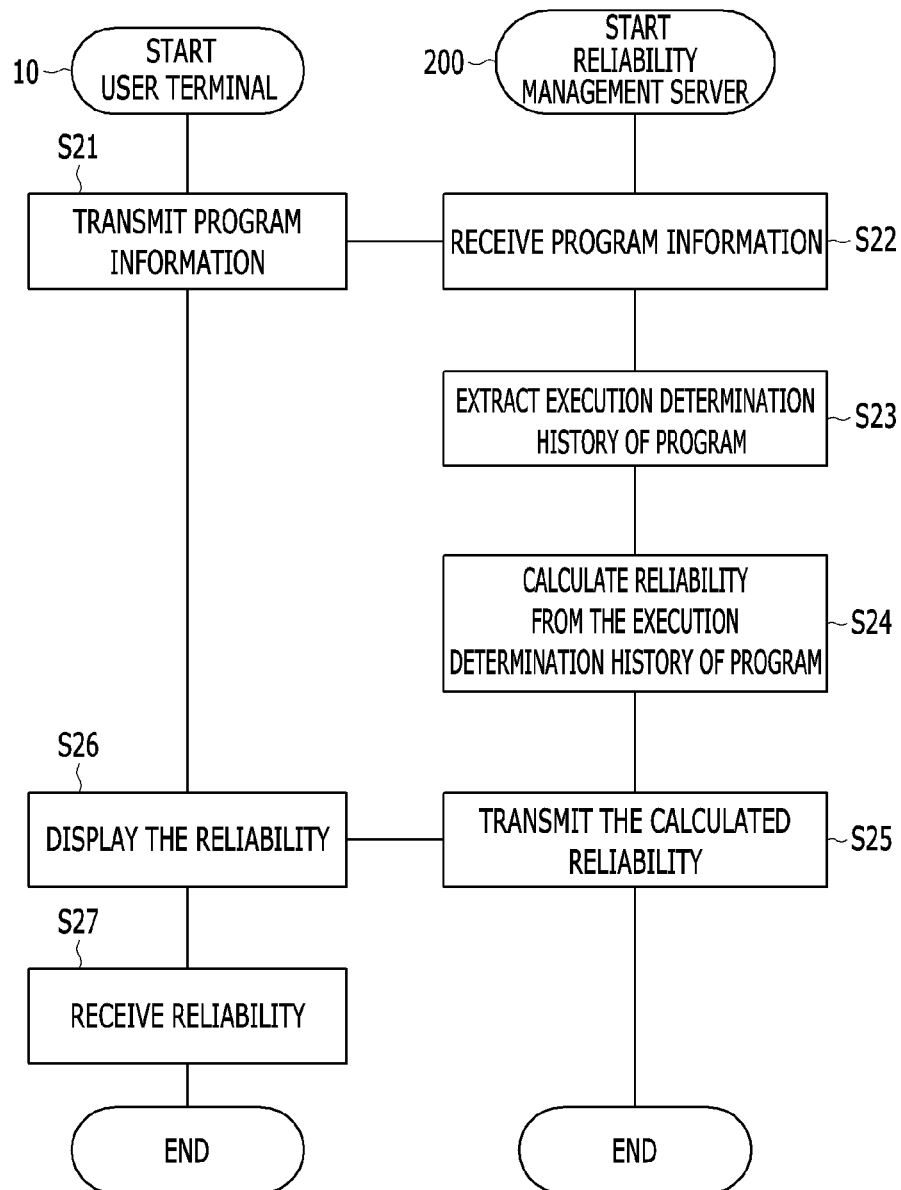 10
START
USER TERMINAL
200
START
RELIABILITY
MANAGEMENT SERVER
S21
TRANSMIT PROGRAM
INFORMATION
RECEIVE PROGRAM INFORMATION
S22
EXTRACT EXECUTION DETERMINATION
HISTORY OF PROGRAM
S23
CALCULATE RELIABILITY
FROM THE EXECUTION
DETERMINATION HISTORY OF PROGRAM
S24
S26
DISPLAY THE RELIABILITY
TRANSMIT THE CALCULATED
RELIABILITY
S25
S27
RECEIVE RELIABILITY
END
END